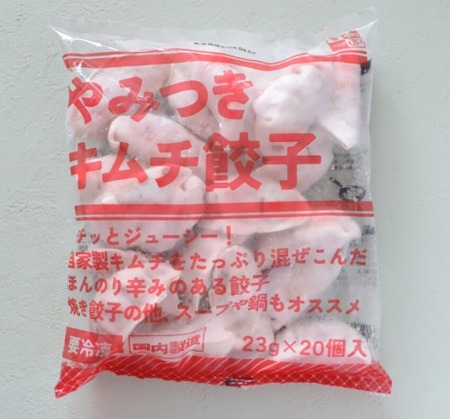 やみつき
キムチ餃子
チッとジューシー!
自家製キムチをたっぷり混ぜこんだ
ほんのり辛みのある餃子
焼き餃子の他、スープや鍋もオススメ
要冷凍 国内製造 23g×20個入